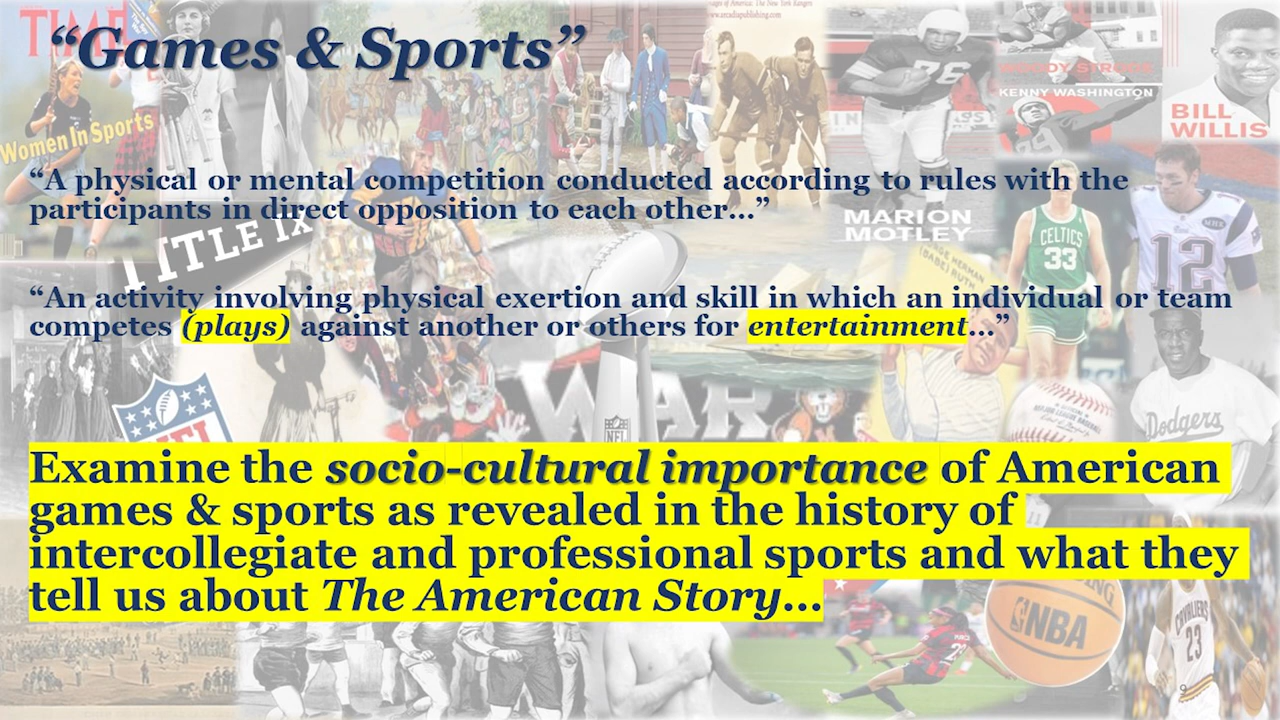 TIME
Women In Sports
“Games & Sports”
76
KENNY WASHINGTON
BILL
WILLIS
“A physical or mental competition conducted according to rules with the
participants in direct opposition to each other…”
MARION
MOTLEY
TITLE IX
CELTICS
33
12
“An activity involving physical exertion and skill in which an individual or team
competes (plays) against another or others for entertainment…”
WAR
NFL
NFL
Dodgers
Examine the socio-cultural importance of American
games & sports as revealed in the history of
intercollegiate and professional sports and what they
tell us about The American Story…
NBA
CAVALIERS
23